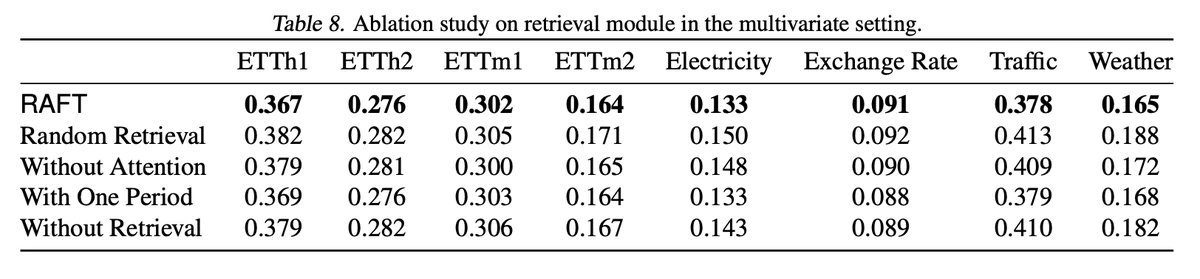 Table 8. Ablation study on retrieval module in the multivariate setting.
ETTh1 ETTh2 ETTm1 ETTm2 Electricity Exchange Rate Traffic Weather
RAFT 0.367 0.276 0.302 0.164 0.133 0.091 0.378 0.165
Random Retrieval 0.382 0.282 0.305 0.171 0.150 0.092 0.413 0.188
Without Attention 0.379 0.281 0.300 0.165 0.148 0.090 0.409 0.172
With One Period 0.369 0.276 0.303 0.164 0.133 0.088 0.379 0.168
Without Retrieval 0.379 0.282 0.306 0.167 0.143 0.089 0.410 0.182